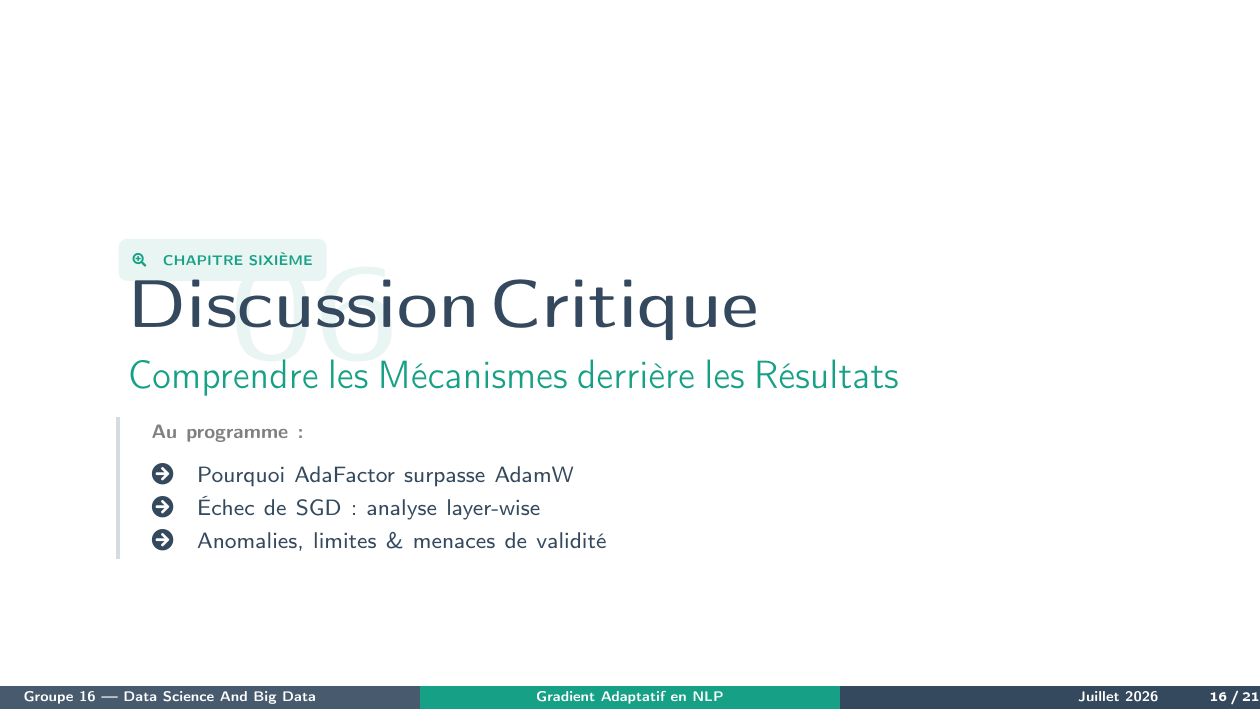 CHAPITRE SIXIÈME
06
Discussion Critique
Comprendre les Mécanismes derrière les Résultats
Au programme :
Pourquoi AdaFactor surpasse AdamW
Échec de SGD : analyse layer-wise
Anomalies, limites & menaces de validité
Groupe 16 — Data Science And Big Data
Gradient Adaptatif en NLP
Juillet 2026
16 / 21